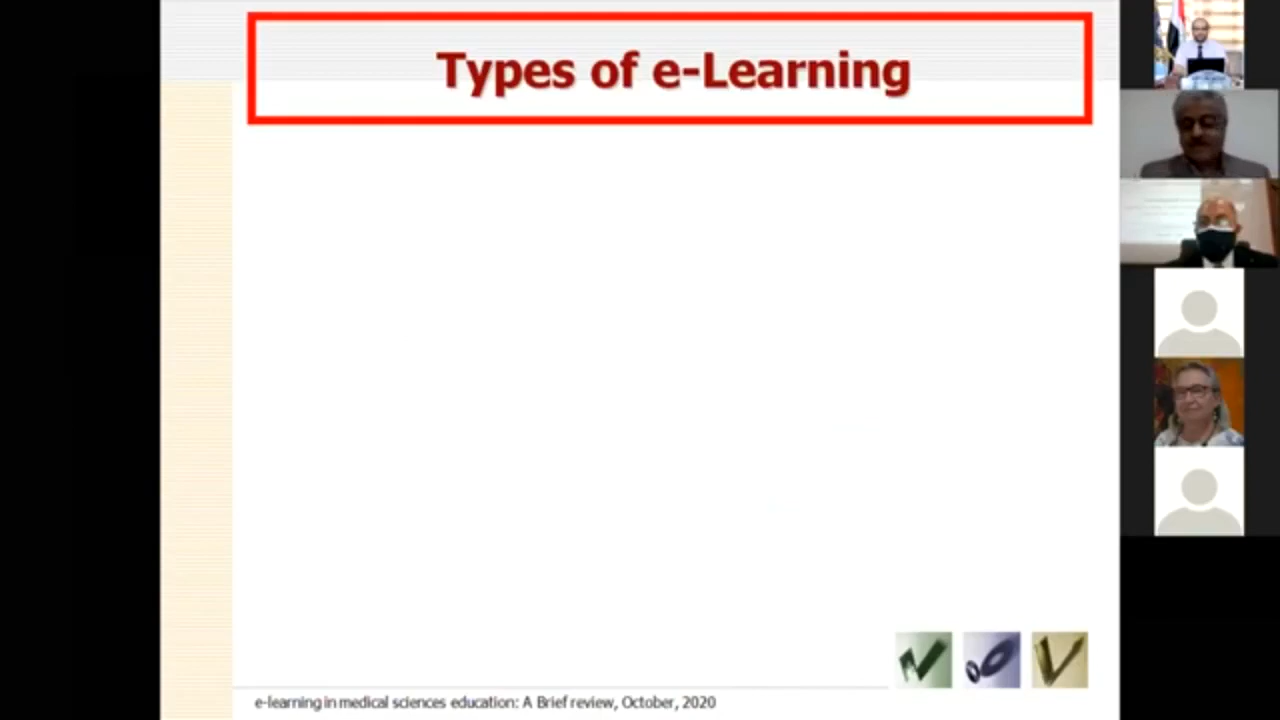 Types of e-Learning
e-learning in medical sciences education: A Brief review, October, 2020